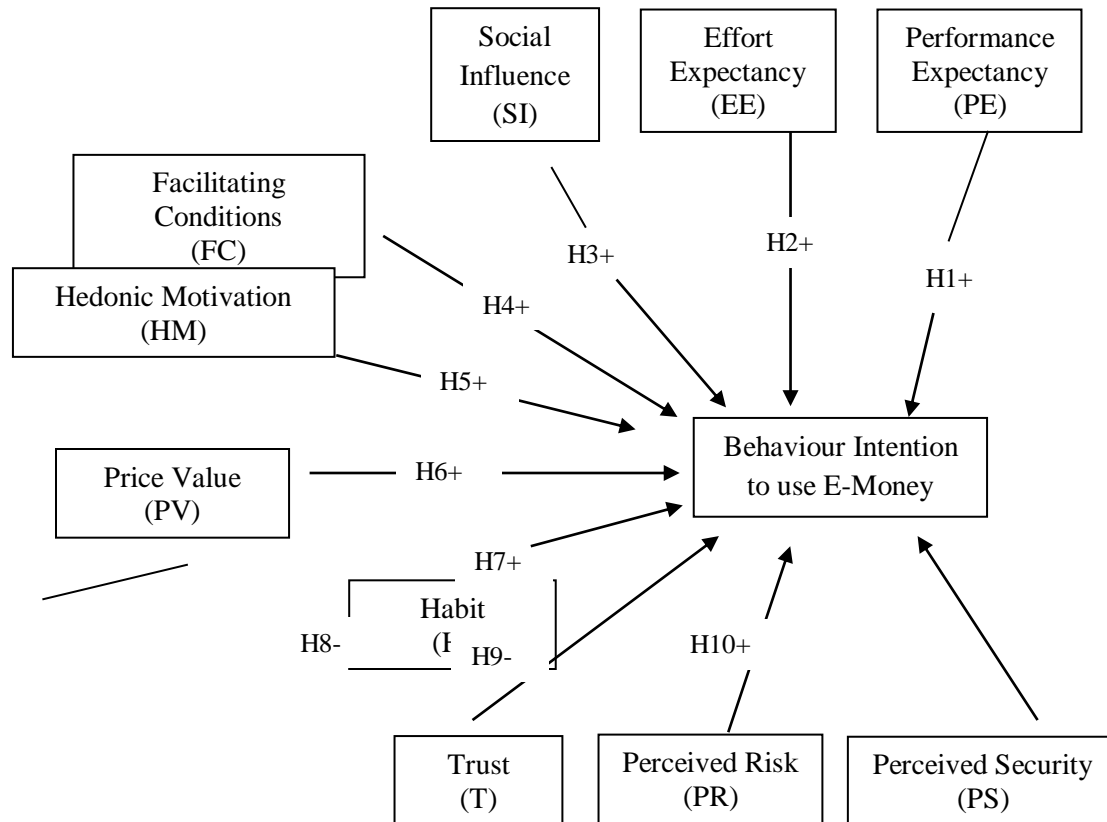 Social
Influence
(SI)
Effort
Expectancy
(EE)
Performance
Expectancy
(PE)
Facilitating
Conditions
(FC)
Hedonic Motivation
(HM)
H3+
H2+
H1+
H4+
H5+
Price Value
(PV)
H6+
Behaviour Intention
to use E-Money
H7+
Habit
H8-
H9-
H10+
Trust
(T)
Perceived Risk
(PR)
Perceived Security
(PS)